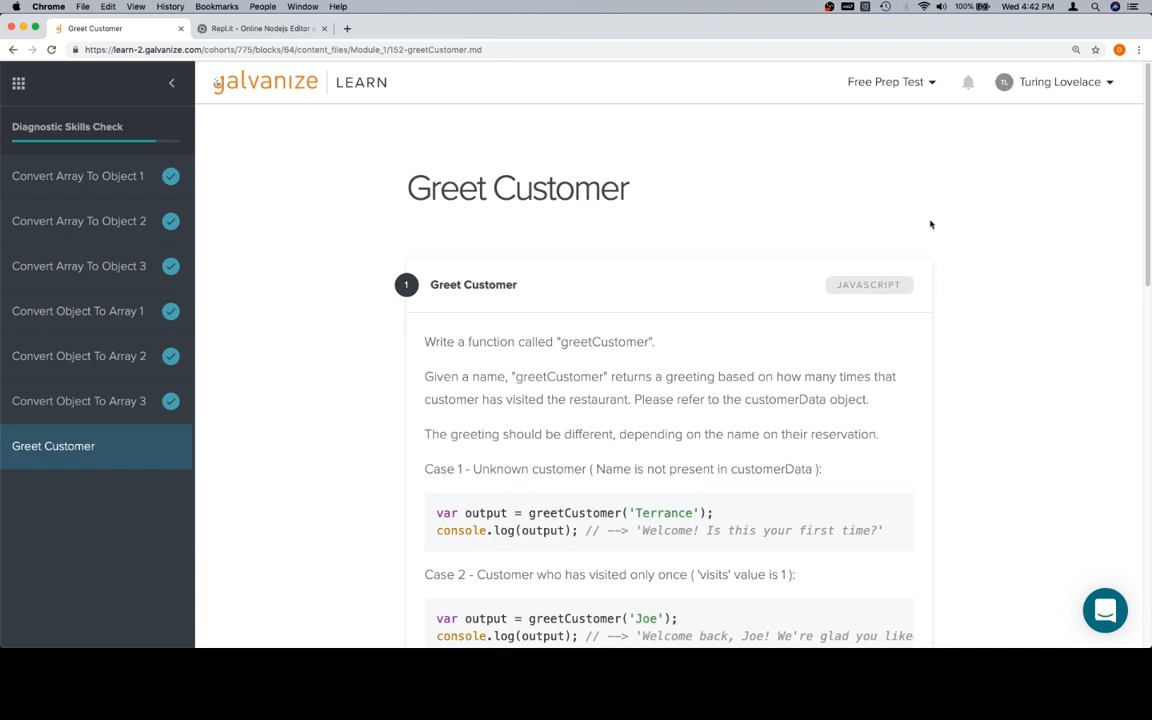 Chrome File Edit View History Bookmarks People Window Help
100% Wed 4:42 PM
Greet Customer
Repl.it - Online Nodejs Editor a
https://learn-2.galvanize.com/cohorts/775/blocks/64/content_files/Module_1/152-greetCustomer.md
D
galvanize LEARN
Free Prep Test
TL Turing Lovelace
Diagnostic Skills Check
Convert Array To Object 1
Convert Array To Object 2
Convert Array To Object 3
Convert Object To Array 1
Convert Object To Array 2
Convert Object To Array 3
Greet Customer
Greet Customer
1 Greet Customer JAVASCRIPT
Write a function called "greetCustomer".
Given a name, "greetCustomer" returns a greeting based on how many times that
customer has visited the restaurant. Please refer to the customerData object.
The greeting should be different, depending on the name on their reservation.
Case 1 - Unknown customer ( Name is not present in customerData ):
var output = greetCustomer('Terrance');
console.log(output); // --> 'Welcome! Is this your first time?'
Case 2 - Customer who has visited only once ( 'visits' value is 1 ):
var output = greetCustomer('Joe');
console.log(output); // --> 'Welcome back, Joe! We're glad you like